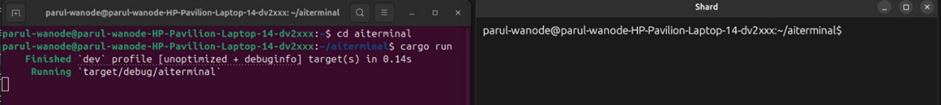 parul-wanode@parul-wanode-HP-Pavilion-Laptop-14-dv2xxx: ~/aiterminal
parul-wanode@parul-wanode-HP-Pavilion-Laptop-14-dv2xxx:~$ cd aiterminal
parul-wanode@parul-wanode-HP-Pavilion-Laptop-14-dv2xxx:~/aiterminal$ cargo run
Finished `dev` profile [unoptimized + debuginfo] target(s) in 0.14s
Running `target/debug/aiterminal`
Shard
parul-wanode@parul-wanode-HP-Pavilion-Laptop-14-dv2xxx:~/aiterminal$